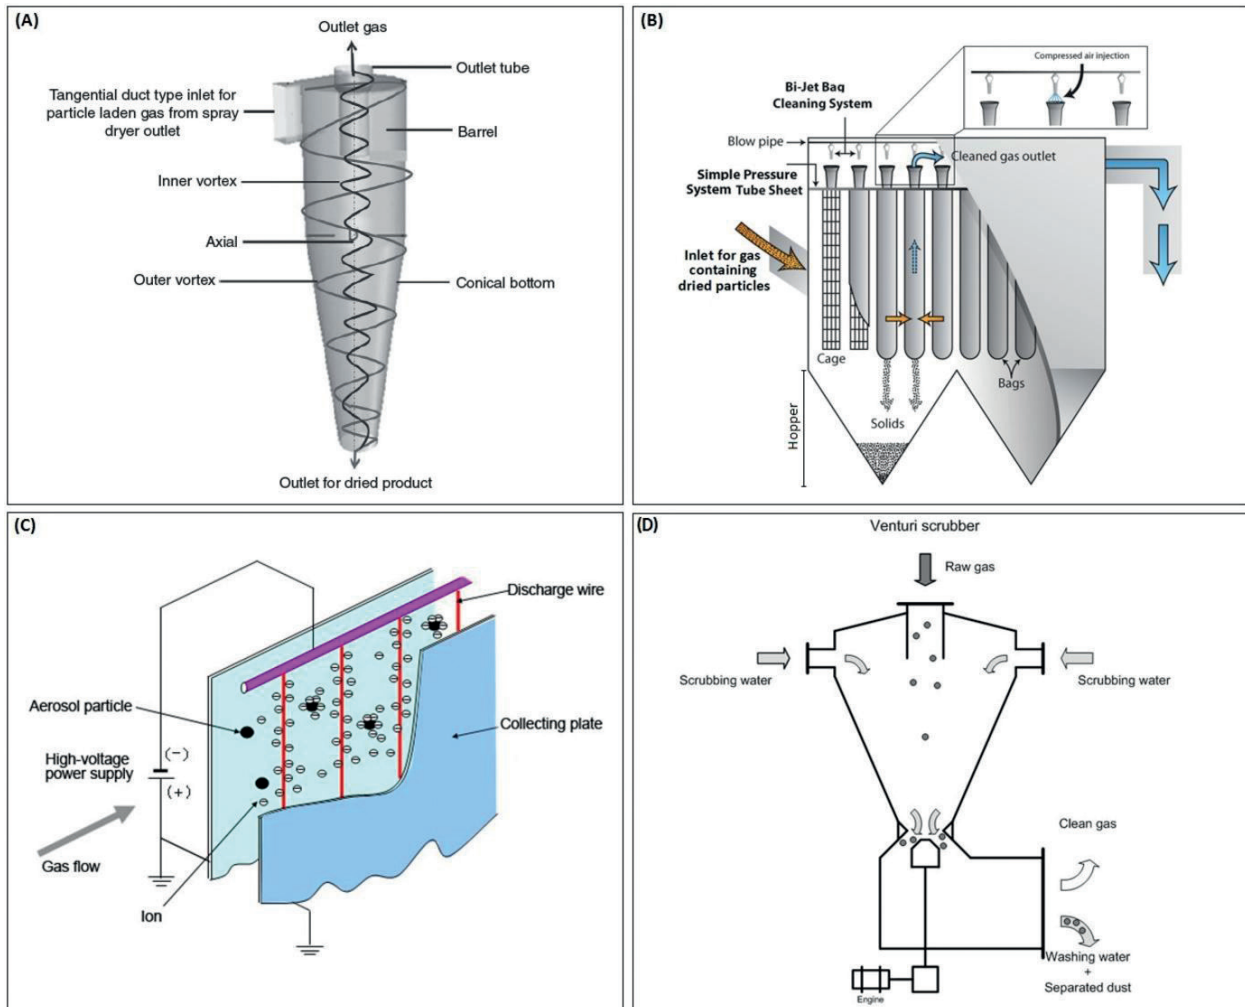 (A)
Outlet gas
Outlet tube
Tangential duct type inlet for
particle laden gas from spray
dryer outlet
Barrel
Inner vortex
Axial
Outer vortex
Conical bottom
Outlet for dried product
(B)
Compressed air injection
Bi-Jet Bag
Cleaning System
Blow pipe
Cleaned gas outlet
Simple Pressure
System Tube Sheet
Inlet for gas
containing
dried particles
Cage
Bags
Solids
Hopper
(C)
Discharge wire
Aerosol particle
Collecting plate
(-)
High-voltage
power supply
(+)
Gas flow
Ion
(D)
Venturi scrubber
Raw gas
Scrubbing water
Scrubbing water
Clean gas
Washing water
+
Separated dust
Engine